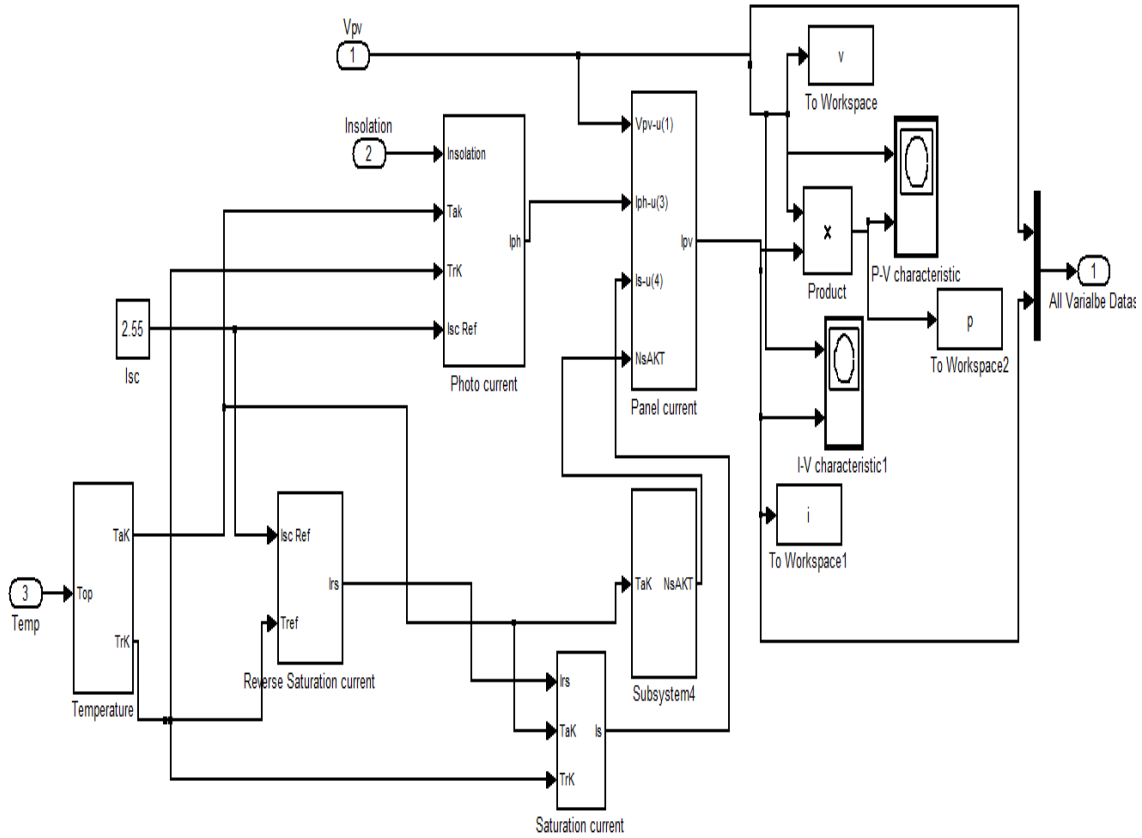 Vpv
1
v
To Workspace
Insolation
2
Insolation
Tak
TrK
Isc Ref
Iph
Photo current
Vpv-u(1)
Iph-u(3)
Is-u(4)
NsAKT
Ipv
Panel current
×
Product
P-V characteristic
1
All Varialbe Datas
p
To Workspace2
2.55
Isc
I-V characteristic1
i
To Workspace1
3
Temp
Top
TaK
TrK
Temperature
Isc Ref
Tref
Irs
Reverse Saturation current
TaK
NsAKT
Subsystem4
Irs
TaK
TrK
Is
Saturation current